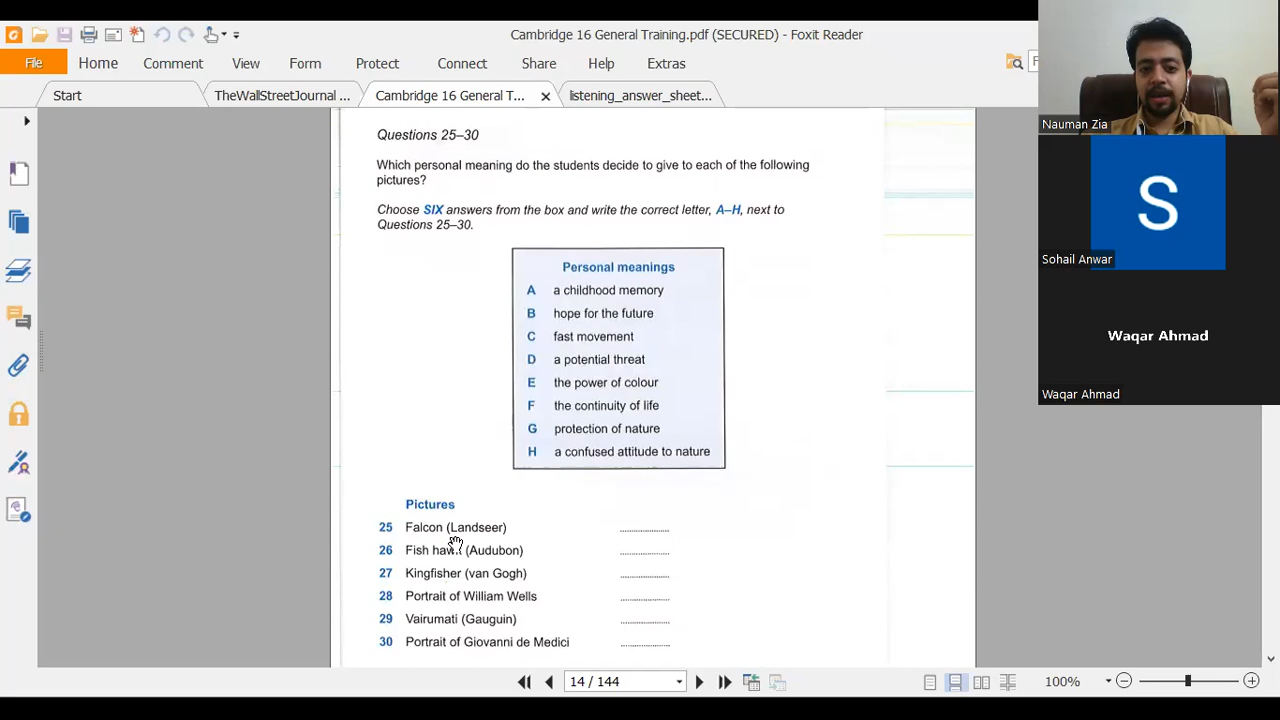 Cambridge 16 General Training.pdf (SECURED) - Foxit Reader
File Home Comment View Form Protect Connect Share Help Extras
Start TheWallStreetJournal ... Cambridge 16 General T... listening_answer_sheet...
Questions 25–30
Which personal meaning do the students decide to give to each of the following
pictures?
Choose SIX answers from the box and write the correct letter, A–H, next to
Questions 25–30.
Personal meanings
A a childhood memory
B hope for the future
C fast movement
D a potential threat
E the power of colour
F the continuity of life
G protection of nature
H a confused attitude to nature
Pictures
25 Falcon (Landseer) ....................
26 Fish (Audubon) ....................
27 Kingfisher (van Gogh) ....................
28 Portrait of William Wells ....................
29 Vairumati (Gauguin) ....................
30 Portrait of Giovanni de Medici ....................
14 / 144
100%
Nauman Zia
S
Sohail Anwar
Waqar Ahmad
Waqar Ahmad